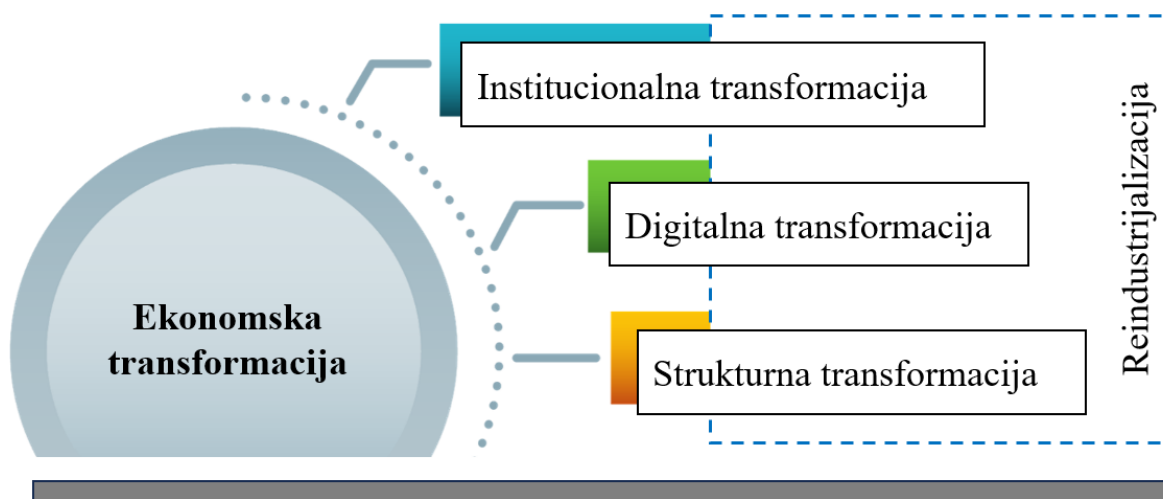 Institucionalna transformacija
Digitalna transformacija
Ekonomska
transformacija
Strukturna transformacija
Reindustrijalizacija